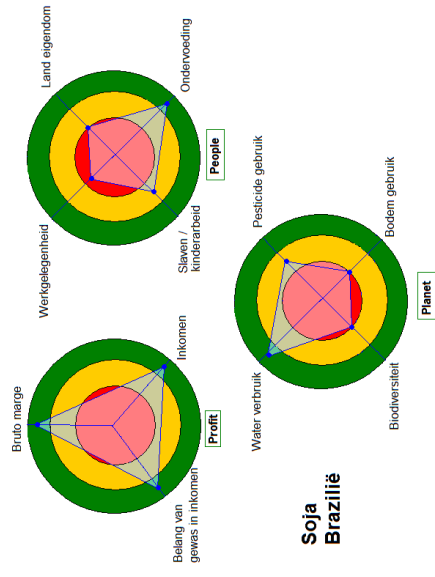 Land eigendom
Ondervoeding
Slaven /
kinderarbeid
Werkgelegenheid
People
Bruto marge
Inkomen
Belang van
gewas in inkomen
Profit
Pesticide gebruik
Bodem gebruik
Biodiversiteit
Water verbruik
Planet
Soja
Brazilië